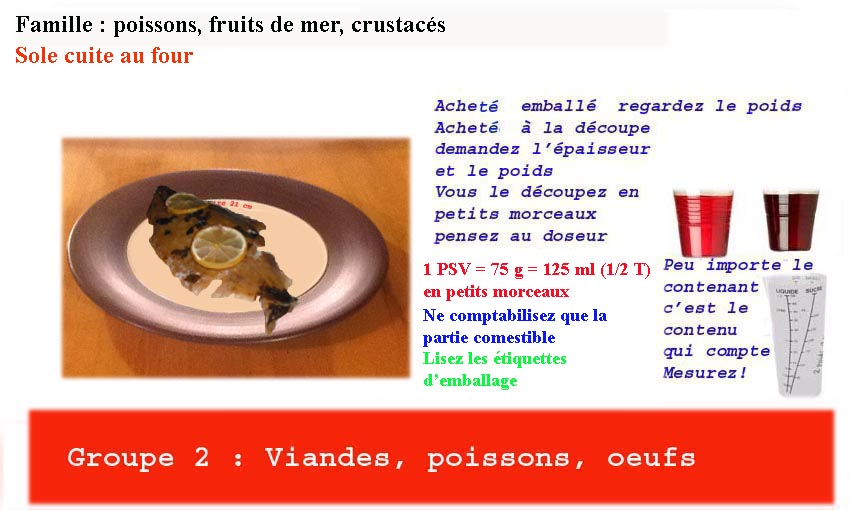 Famille : poissons, fruits de mer, crustacés
Sole cuite au four
Acheté emballé regardez le poids
Acheté à la découpe
demandez l'épaisseur
et le poids
Vous le découpez en
petits morceaux
pensez au doseur
21 cm
1 PSV = 75 g = 125 ml (1/2 T)
en petits morceaux
Ne comptabilisez que la
partie comestible
Lisez les étiquettes
d'emballage
Peu importe le
contenant
c'est le
contenu
qui compte
Mesurez!
LIQUIDE SUCRE
Groupe 2 : Viandes, poissons, oeufs